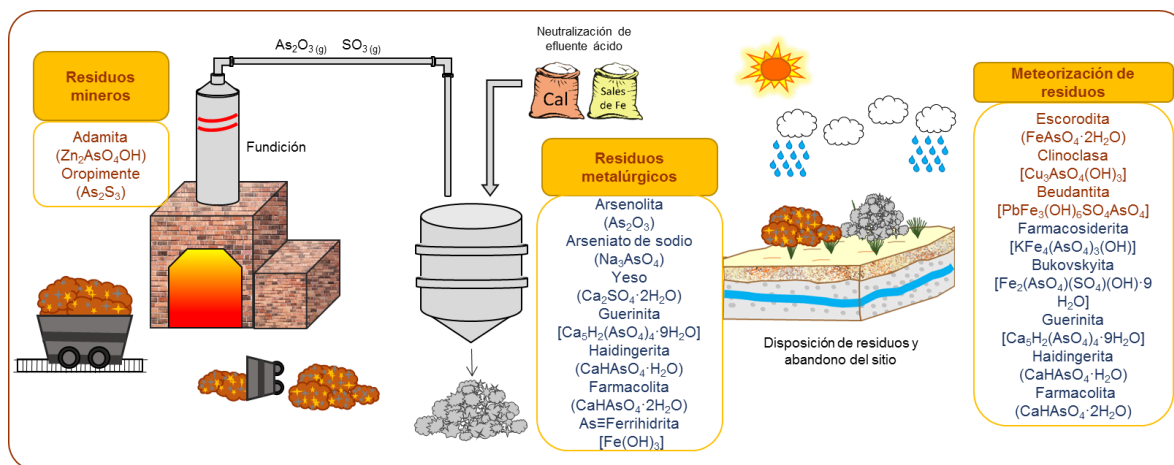 Residuos
mineros
Adamita
(Zn₂AsO₄OH)
Oropimente
(As₂S₃)
As₂O₃ (g) SO₃ (g)
Fundición
Neutralización de
efluente ácido
Cal
Sales
de Fe
Residuos
metalúrgicos
Arsenolita
(As₂O₃)
Arseniato de sodio
(Na₃AsO₄)
Yeso
(Ca₂SO₄·2H₂O)
Guerinita
[Ca₅H₂(AsO₄)₄·9H₂O]
Haidingerita
(CaHAsO₄·H₂O)
Farmacolita
(CaHAsO₄·2H₂O)
As≡Ferrihidrita
[Fe(OH)₃]
Disposición de residuos y
abandono del sitio
Meteorización de
residuos
Escorodita
(FeAsO₄·2H₂O)
Clinoclasa
[Cu₃AsO₄(OH)₃]
Beudantita
[PbFe₃(OH)₆SO₄AsO₄]
Farmacosiderita
[KFe₄(AsO₄)₃(OH)]
Bukovskyita
[Fe₂(AsO₄)(SO₄)(OH)·9
H₂O]
Guerinita
[Ca₅H₂(AsO₄)₄·9H₂O]
Haidingerita
(CaHAsO₄·H₂O)
Farmacolita
(CaHAsO₄·2H₂O)